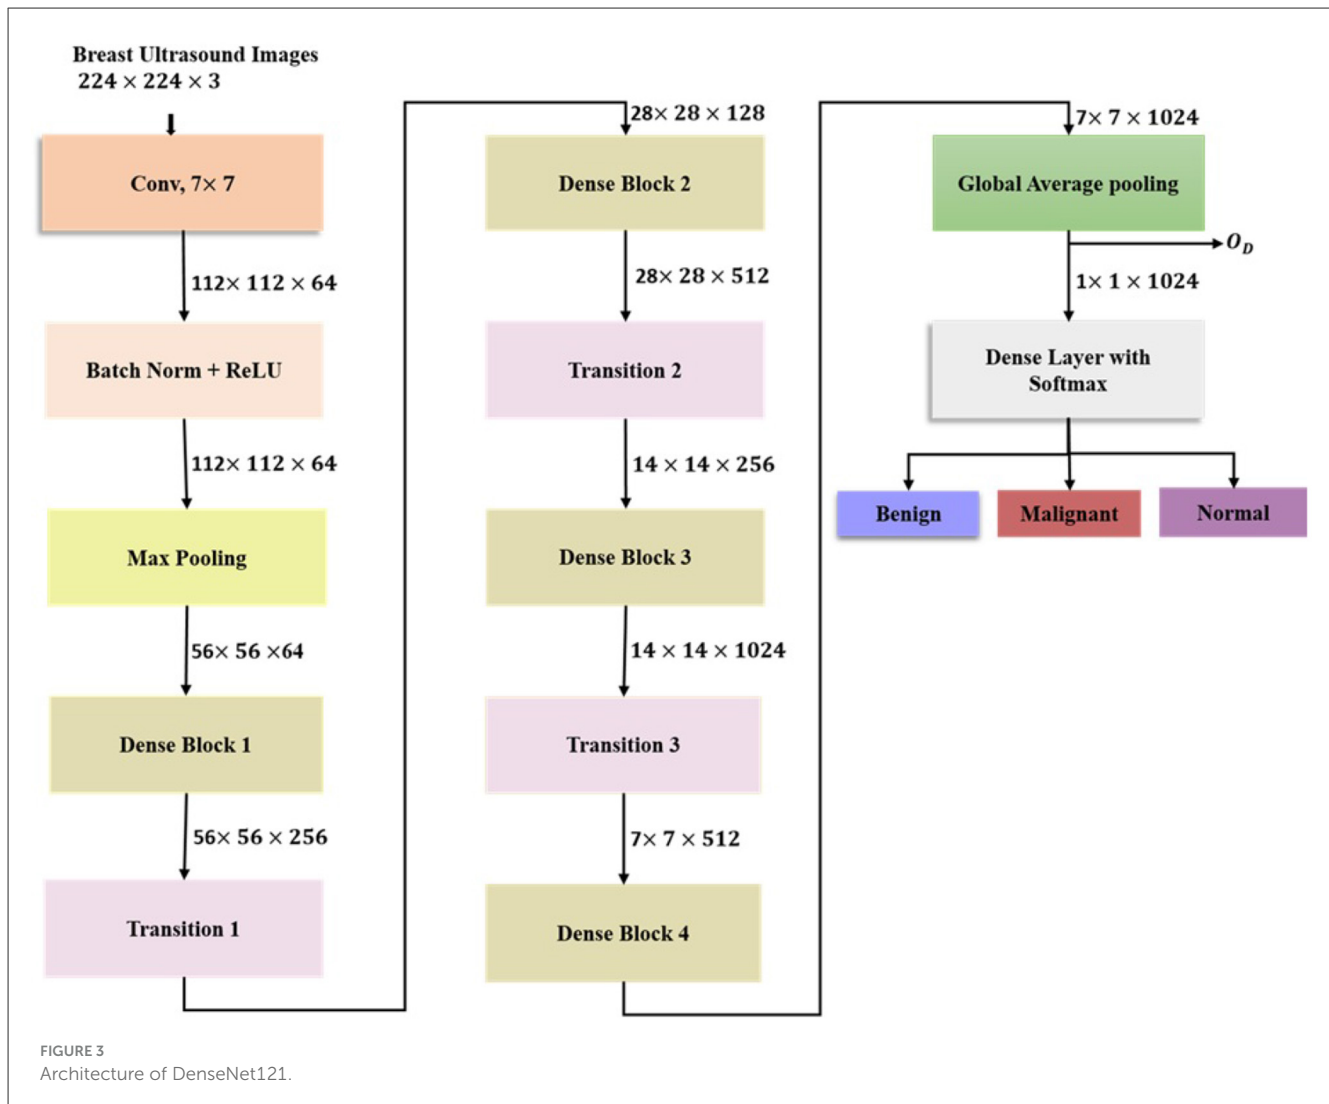 Breast Ultrasound Images
224 × 224 × 3
Conv, 7× 7
112× 112 × 64
Batch Norm + ReLU
112× 112 × 64
Max Pooling
56× 56 ×64
Dense Block 1
56× 56 × 256
Transition 1
28× 28 × 128
Dense Block 2
28× 28 × 512
Transition 2
14 × 14 × 256
Dense Block 3
14 × 14 × 1024
Transition 3
7× 7 × 512
Dense Block 4
7× 7 × 1024
Global Average pooling
O_D
1× 1 × 1024
Dense Layer with
Softmax
Benign
Malignant
Normal
FIGURE 3
Architecture of DenseNet121.